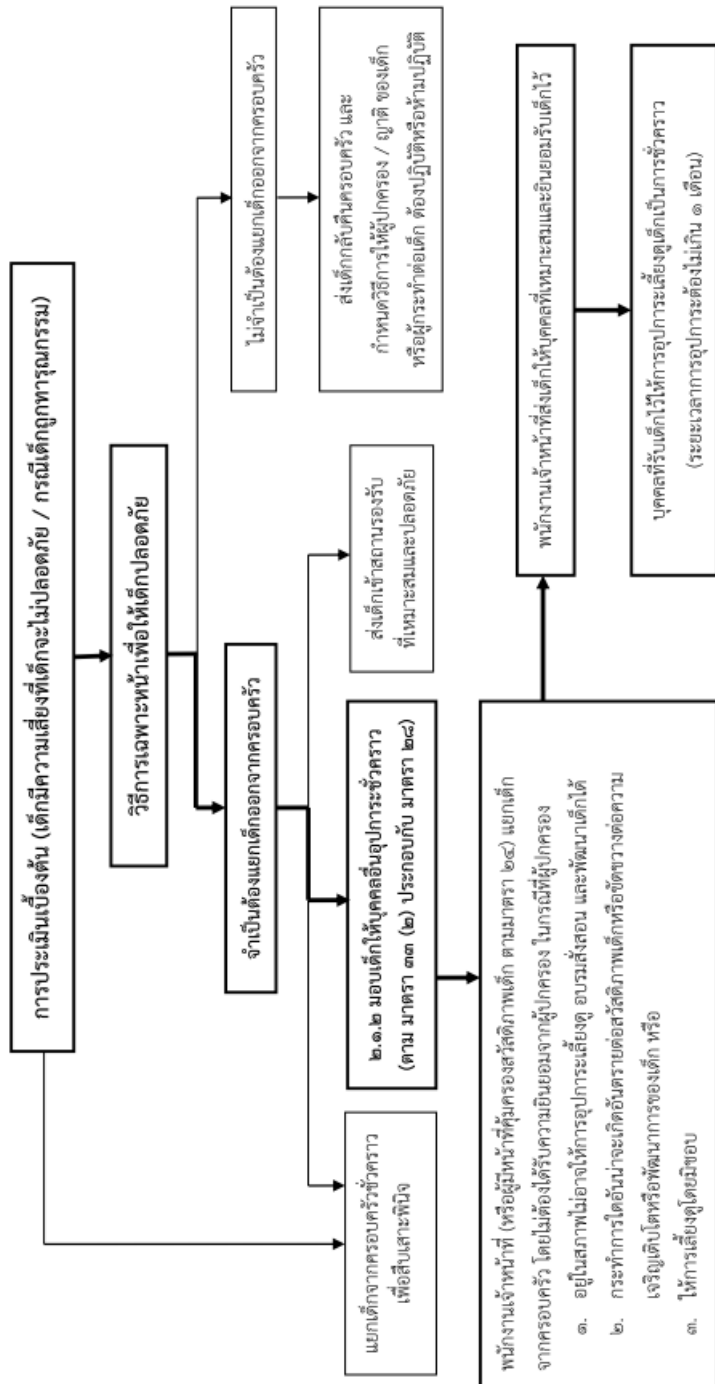 การประเมินเบื้องต้น (เด็กมีความเสี่ยงที่เด็กจะไม่ปลอดภัย / กรณีเด็กถูกทารุณกรรม)
วิธีการเฉพาะหน้าเพื่อให้เด็กปลอดภัย
จำเป็นต้องแยกเด็กออกจากครอบครัว
ไม่จำเป็นต้องแยกเด็กออกจากครอบครัว
แยกเด็กจากครอบครัวชั่วคราว
เพื่อสืบเสาะพินิจ
๒.๑.๒ มอบเด็กให้บุคคลอื่นอุปการะชั่วคราว
(ตาม มาตรา ๓๓ (๒) ประกอบกับ มาตรา ๒๘)
ส่งเด็กเข้าสถานรองรับ
ที่เหมาะสมและปลอดภัย
ส่งเด็กกลับคืนครอบครัว และ
กำหนดวิธีการให้ผู้ปกครอง / ญาติ ของเด็ก
หรือผู้กระทำต่อเด็ก ต้องปฏิบัติหรือห้ามปฏิบัติ
พนักงานเจ้าหน้าที่ (หรือผู้มีหน้าที่คุ้มครองสวัสดิภาพเด็ก ตามมาตรา ๒๔) แยกเด็ก
จากครอบครัว โดยไม่ต้องได้รับความยินยอมจากผู้ปกครอง ในกรณีที่ผู้ปกครอง
๑. อยู่ในสภาพไม่อาจให้การอุปการะเลี้ยงดู อบรมสั่งสอน และพัฒนาเด็กได้
๒. กระทำการใดอันน่าจะเกิดอันตรายต่อสวัสดิภาพเด็กหรือขัดขวางต่อความ
เจริญเติบโตหรือพัฒนาการของเด็ก หรือ
๓. ให้การเลี้ยงดูโดยมิชอบ
พนักงานเจ้าหน้าที่ส่งเด็กให้บุคคลที่เหมาะสมและยินยอมรับเด็กไว้
บุคคลที่รับเด็กไว้ให้การอุปการะเลี้ยงดูเด็กเป็นการชั่วคราว
(ระยะเวลาการอุปการะต้องไม่เกิน ๑ เดือน)